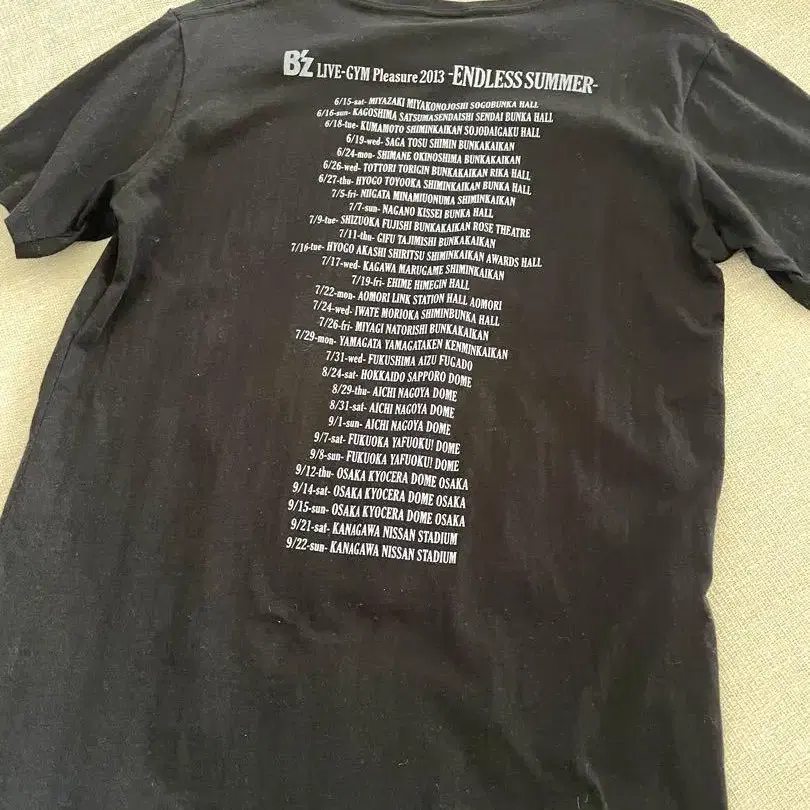 B'z LIVE-GYM Pleasure 2013 -ENDLESS SUMMER-
6/15-sat- MIYAZAKI MIYAKONOJOSHI SOGOBUNKA HALL
6/16-sun- KAGOSHIMA SATSUMASENDAISHI SENDAI BUNKA HALL
6/18-tue- KUMAMOTO SHIMINKAIKAN SOJODAIGAKU HALL
6/19-wed- SAGA TOSU SHIMIN BUNKAKAIKAN
6/24-mon- SHIMANE OKINOSHIMA BUNKAKAIKAN
6/26-wed- TOTTORI TORIGIN BUNKAKAIKAN RIKA HALL
6/27-thu- HYOGO TOYOOKA SHIMINKAIKAN BUNKA HALL
7/5-fri- NIIGATA MINAMIUONUMA SHIMINKAIKAN
7/7-sun- NAGANO KISSEI BUNKA HALL
7/9-tue- SHIZUOKA FUJISHI BUNKAKAIKAN ROSE THEATRE
7/11-thu- GIFU TAJIMISHI BUNKAKAIKAN
7/16-tue- HYOGO AKASHI SHIRITSU SHIMINKAIKAN AWARDS HALL
7/17-wed- KAGAWA MARUGAME SHIMINKAIKAN
7/19-fri- EHIME HIMEGIN HALL
7/22-mon- AOMORI LINK STATION HALL AOMORI
7/24-wed- IWATE MORIOKA SHIMINBUNKA HALL
7/26-fri- MIYAGI NATORISHI BUNKAKAIKAN
7/29-mon- YAMAGATA YAMAGATAKEN KENMINKAIKAN
7/31-wed- FUKUSHIMA AIZU FUGADO
8/24-sat- HOKKAIDO SAPPORO DOME
8/29-thu- AICHI NAGOYA DOME
8/31-sat- AICHI NAGOYA DOME
9/1-sun- AICHI NAGOYA DOME
9/7-sat- FUKUOKA YAFUOKU! DOME
9/8-sun- FUKUOKA YAFUOKU! DOME
9/12-thu- OSAKA KYOCERA DOME OSAKA
9/14-sat- OSAKA KYOCERA DOME OSAKA
9/15-sun- OSAKA KYOCERA DOME OSAKA
9/21-sat- KANAGAWA NISSAN STADIUM
9/22-sun- KANAGAWA NISSAN STADIUM